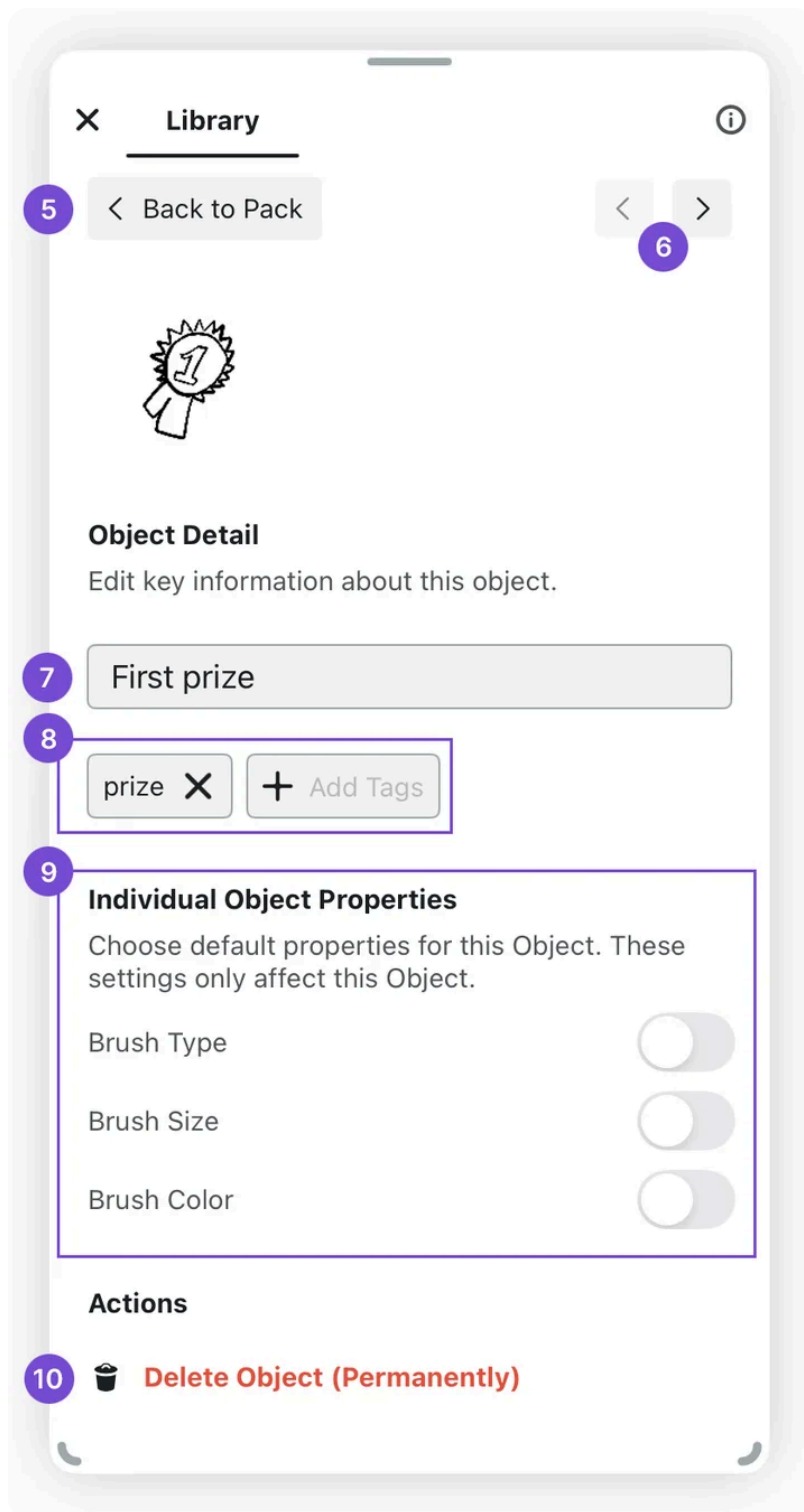 Library
5
Back to Pack
6
1
Object Detail
Edit key information about this object.
7
First prize
8
prize
Add Tags
9
Individual Object Properties
Choose default properties for this Object. These
settings only affect this Object.
Brush Type
Brush Size
Brush Color
Actions
10
Delete Object (Permanently)